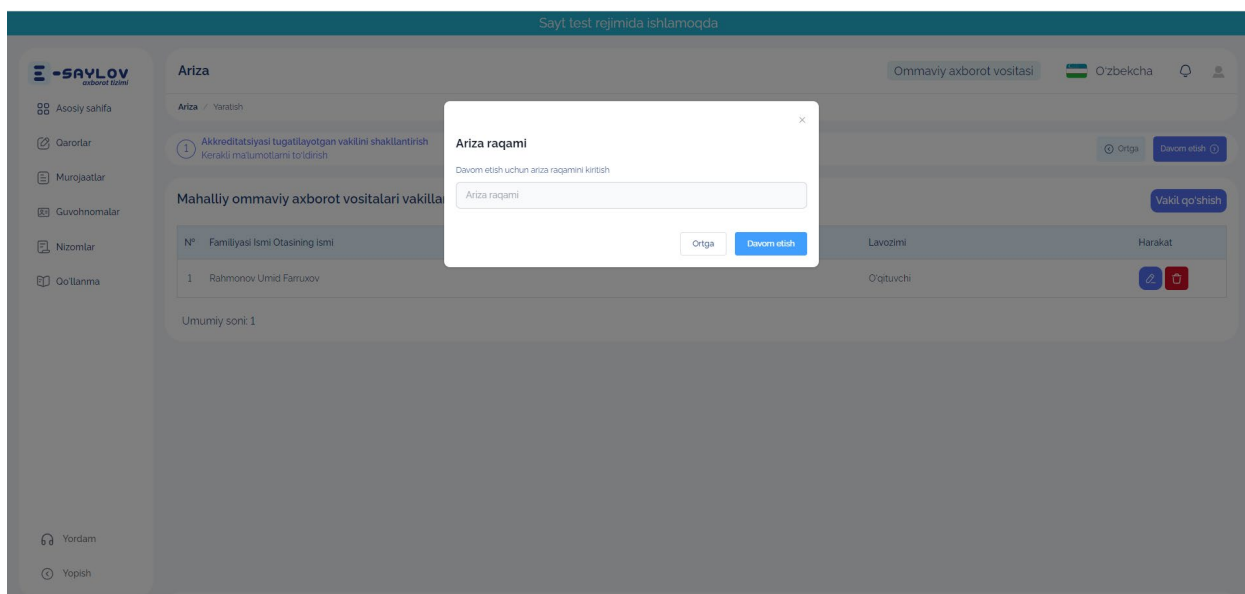 Sayt test rejimida ishlamoqda
E-SAYLOV
axborot tizimi
Asosiy sahifa
Qarorlar
Murojaatlar
Guvohnomalar
Nizomlar
Qo'llanma
Yordam
Yopish
Ariza
Ommaviy axborot vositasi
O'zbekcha
Ariza / Yaratish
1
Akkreditatsiyasi tugatilayotgan vakilini shakllantirish
Kerakli ma'lumotlarni to'ldirish
Ortga
Davom etish
Mahalliy ommaviy axborot vositalari
Vakil qo'shish
Nº Familiyasi Ismi Otasining ismi Lavozimi Harakat
1 Rahmonov Umid Farruxov O'qituvchi
Umumiy soni: 1
Ariza raqami
Davom etish uchun ariza raqamini kiritish
Ariza raqami
Ortga
Davom etish